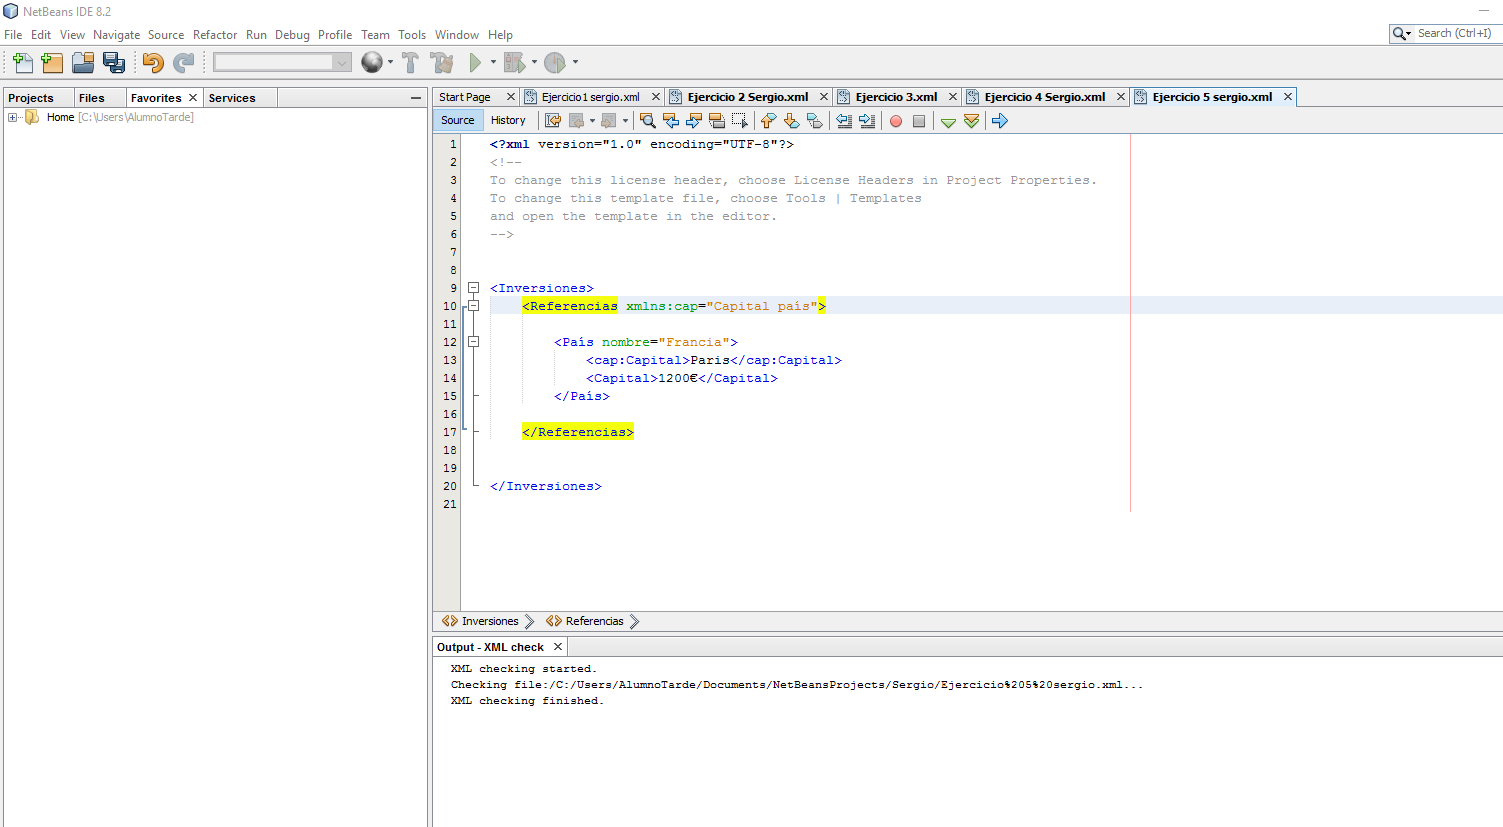 NetBeans IDE 8.2
File Edit View Navigate Source Refactor Run Debug Profile Team Tools Window Help
Search (Ctrl+I)
Projects Files Favorites Services
Home [C:\Users\AlumnoTarde]
Start Page Ejercicio1 sergio.xml Ejercicio 2 Sergio.xml Ejercicio 3.xml Ejercicio 4 Sergio.xml Ejercicio 5 sergio.xml
Source History
1 <?xml version="1.0" encoding="UTF-8"?>
2 <!--
3 To change this license header, choose License Headers in Project Properties.
4 To change this template file, choose Tools | Templates
5 and open the template in the editor.
6 -->
7
8
9 <Inversiones>
10 <Referencias xmlns:cap="Capital país">
11
12 <País nombre="Francia">
13 <cap:Capital>Paris</cap:Capital>
14 <Capital>1200€</Capital>
15 </País>
16
17 </Referencias>
18
19
20 </Inversiones>
21
Inversiones Referencias
Output - XML check
XML checking started.
Checking file:/C:/Users/AlumnoTarde/Documents/NetBeansProjects/Sergio/Ejercicio%205%20sergio.xml...
XML checking finished.